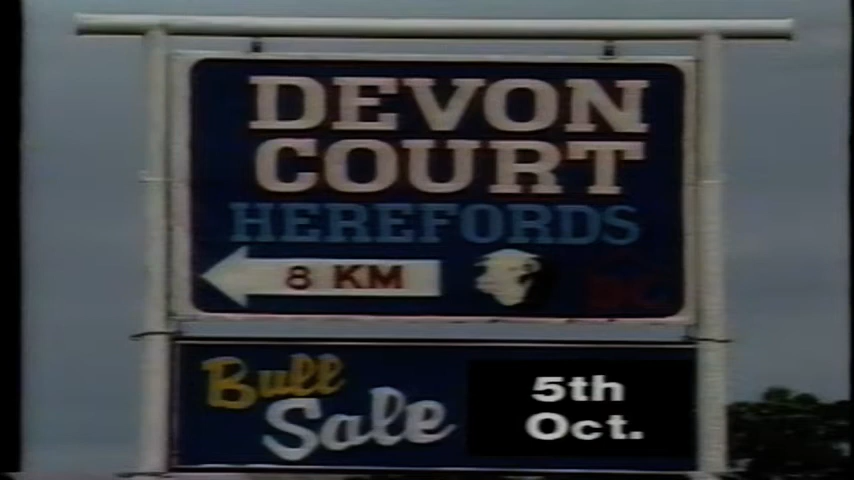 DEVON
COURT
HEREFORDS
8 KM
Bull
Sale
5th
Oct.